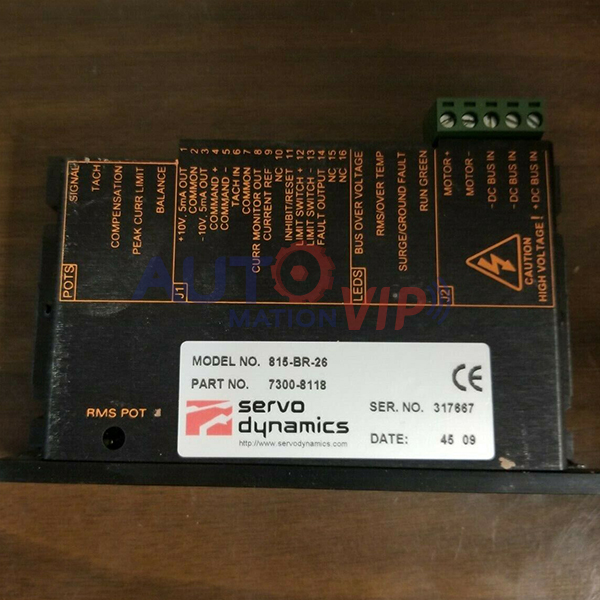 POTS
SIGNAL
TACH
COMPENSATION
PEAK CURR LIMIT
BALANCE
J1
+10V, 5mA OUT 1
COMMON 2
-10V, 5mA OUT 3
COMMAND + 4
COMMAND - 5
TACH IN 6
COMMON 7
CURR MONITOR OUT 8
CURRENT REF 9
NC 10
INHIBIT/RESET 11
LIMIT SWITCH + 12
LIMIT SWITCH - 13
FAULT OUTPUT 14
NC 15
NC 16
LEDS
BUS OVER VOLTAGE
RMS/OVER TEMP
SURGE/GROUND FAULT
RUN GREEN
J2
MOTOR+
MOTOR-
-DC BUS IN
-DC BUS IN
+DC BUS IN
CAUTION
HIGH VOLTAGE!
AUTO
MATION
VIP
MODEL NO. 815-BR-26
PART NO. 7300-8118
servo
dynamics
http://www.servodynamics.com
SER. NO. 317667
DATE: 45 09
CE
RMS POT